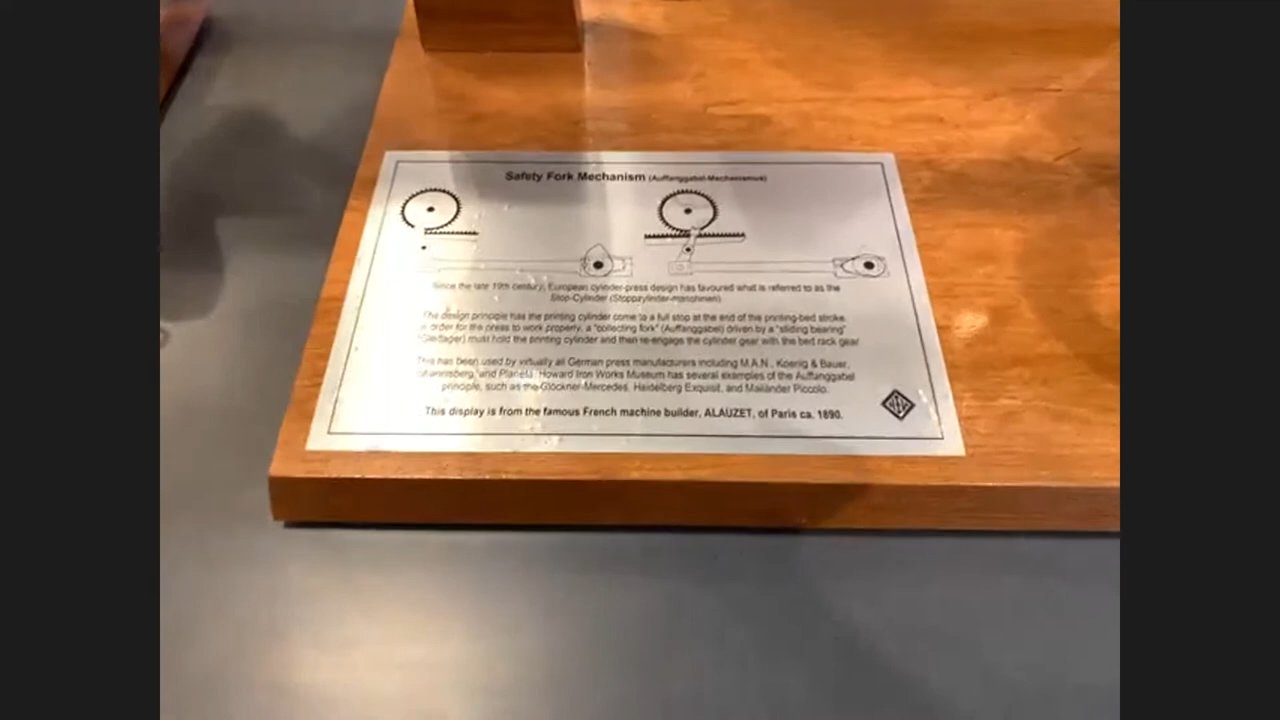 Safety Fork Mechanism (Auffanggabel-Mechanismus)
Since the late 19th century, European cylinder-press design has favoured what is referred to as the
Stop-Cylinder (Stoppzylinder-maschinen)
The design principle has the printing cylinder come to a full stop at the end of the printing-bed stroke.
In order for the press to work properly, a "collecting fork" (Auffanggabel) driven by a "sliding bearing"
(Gleitlager) must hold the printing cylinder and then re-engage the cylinder gear with the bed rack gear
This has been used by virtually all German press manufacturers including M.A.N., Koenig & Bauer,
Johannisberg, and Planeta. Howard Iron Works Museum has several examples of the Auffanggabel
principle, such as the Glöckner-Mercedes, Heidelberg Exquisit, and Mailänder Piccolo.
This display is from the famous French machine builder, ALAUZET, of Paris ca. 1890.